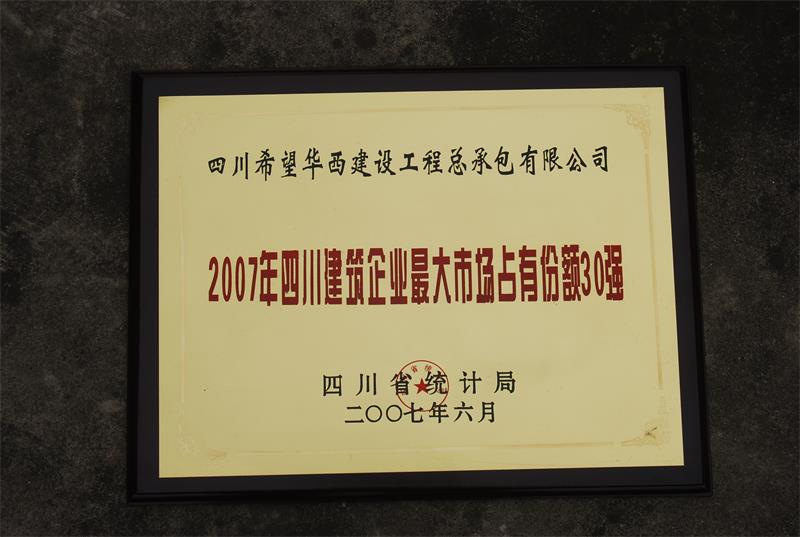 四川希望华西建设工程总承包有限公司
2007年四川建筑企业最大市场占有份额30强
四川省统计局
二〇〇七年六月